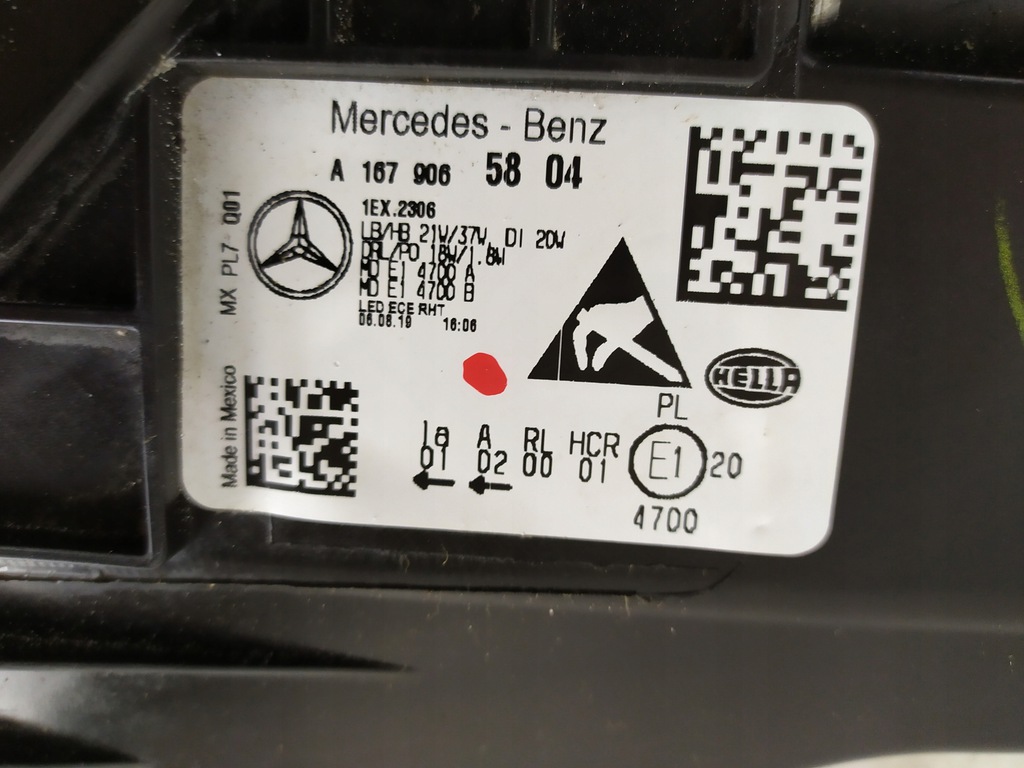 Mercedes - Benz
A 167 906 58 04
1EX.2306
LB/HB 21W/37W, DI 20W
DRL/PO 18W/1.8W
MD E1 4700 A
MD E1 4700 B
LED ECE RHT
06.08.19 16:06
MX PL7 Q01
Made in Mexico
HELLA
PL
1a A RL HCR
01 02 00 01
E1 20
4700